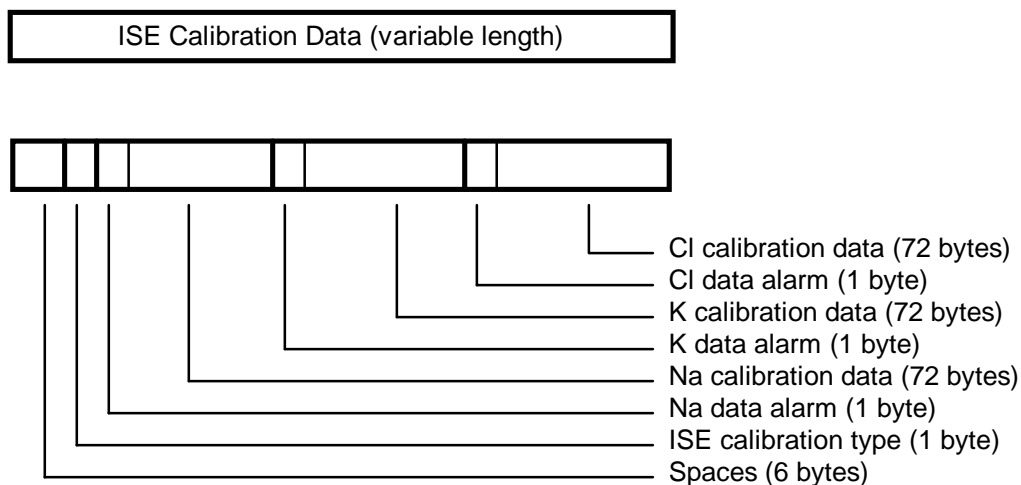 ISE Calibration Data (variable length)
Cl calibration data (72 bytes)
Cl data alarm (1 byte)
K calibration data (72 bytes)
K data alarm (1 byte)
Na calibration data (72 bytes)
Na data alarm (1 byte)
ISE calibration type (1 byte)
Spaces (6 bytes)